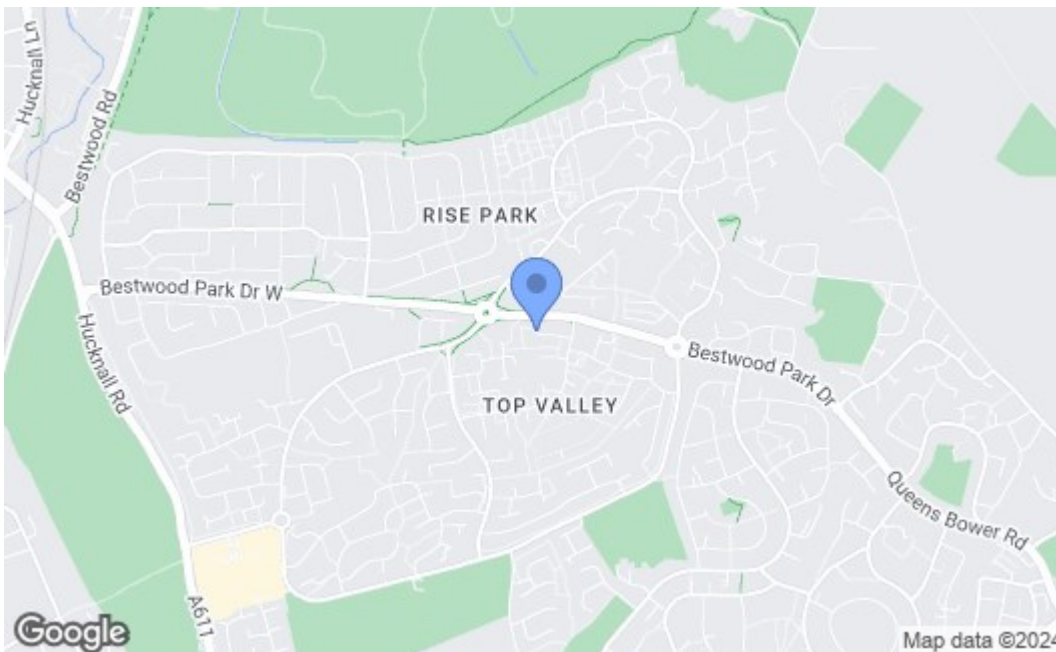 Hucknall Ln
Bestwood Rd
RISE PARK
Bestwood Park Dr W
Hucknall Rd
Bestwood Park Dr
TOP VALLEY
Queens Bower Rd
A611
Google
Map data ©2024